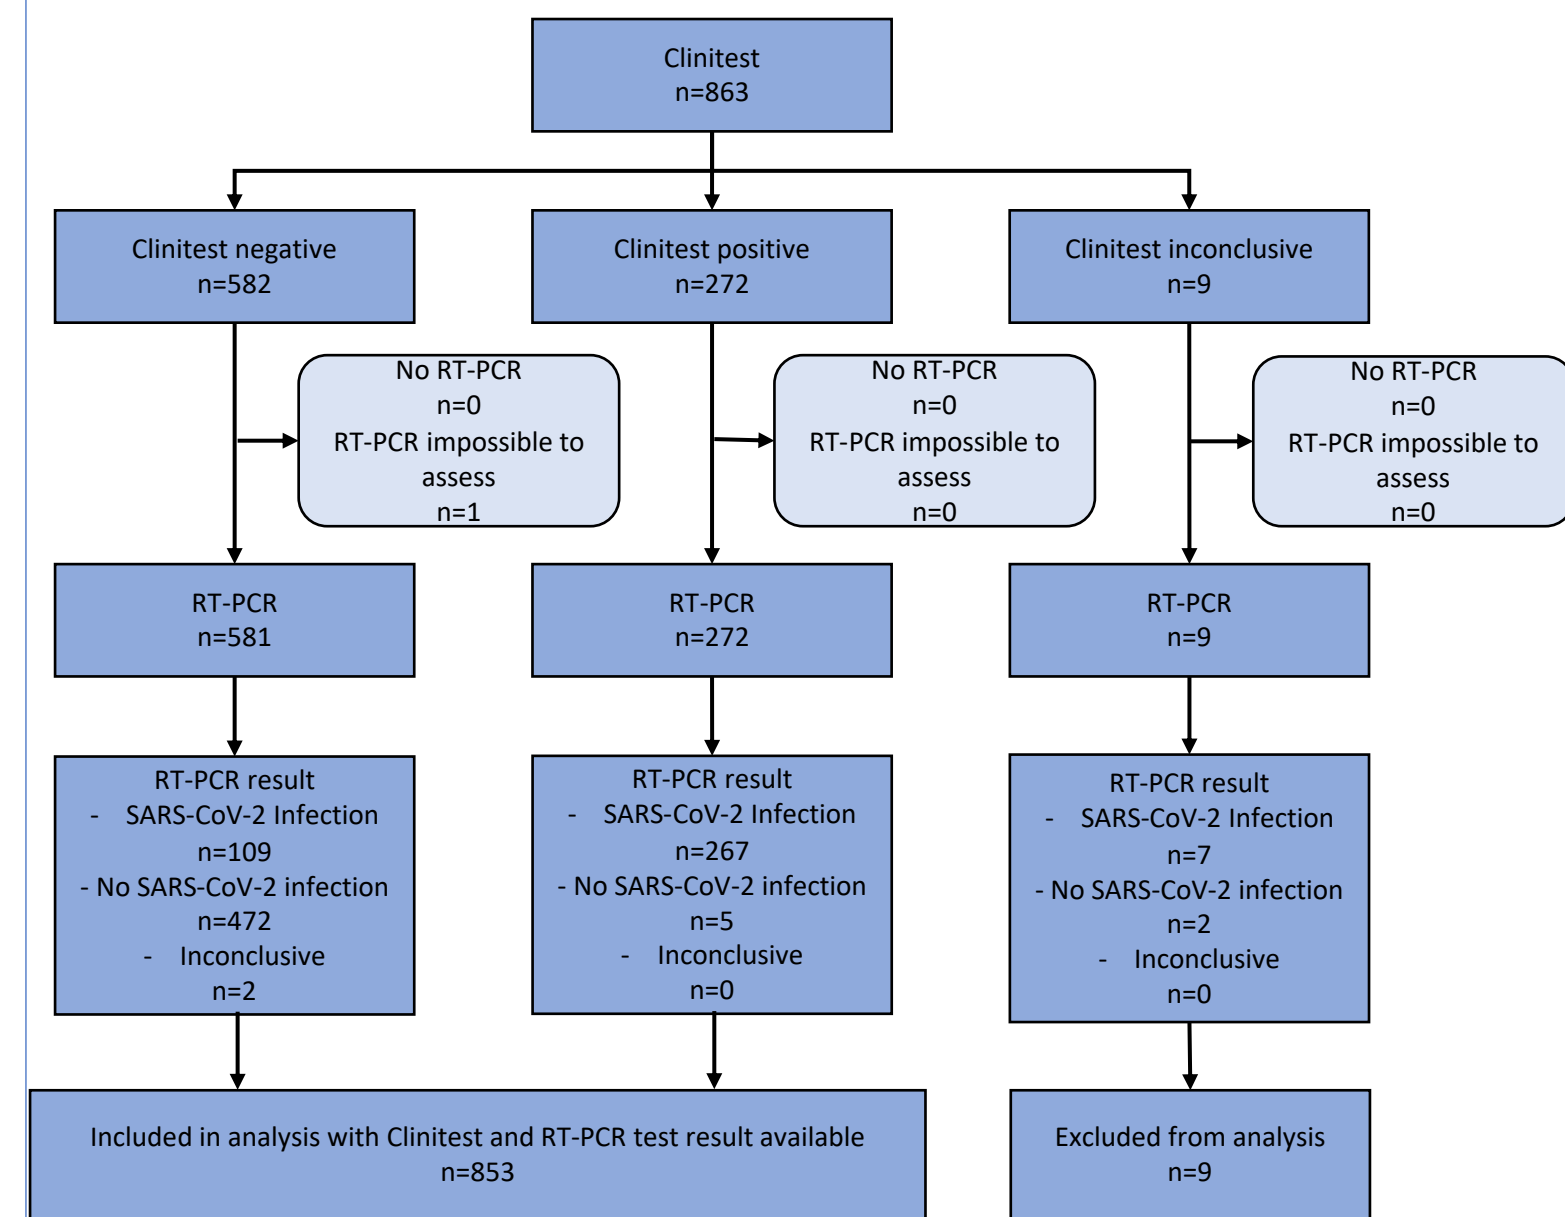 Clinitest
n=863
Clinitest negative
n=582
Clinitest positive
n=272
Clinitest inconclusive
n=9
No RT-PCR
n=0
RT-PCR impossible to
assess
n=1
No RT-PCR
n=0
RT-PCR impossible to
assess
n=0
No RT-PCR
n=0
RT-PCR impossible to
assess
n=0
RT-PCR
n=581
RT-PCR
n=272
RT-PCR
n=9
RT-PCR result
- SARS-CoV-2 Infection
n=109
- No SARS-CoV-2 infection
n=472
- Inconclusive
n=2
RT-PCR result
- SARS-CoV-2 Infection
n=267
- No SARS-CoV-2 infection
n=5
- Inconclusive
n=0
RT-PCR result
- SARS-CoV-2 Infection
n=7
- No SARS-CoV-2 infection
n=2
- Inconclusive
n=0
Included in analysis with Clinitest and RT-PCR test result available
n=853
Excluded from analysis
n=9